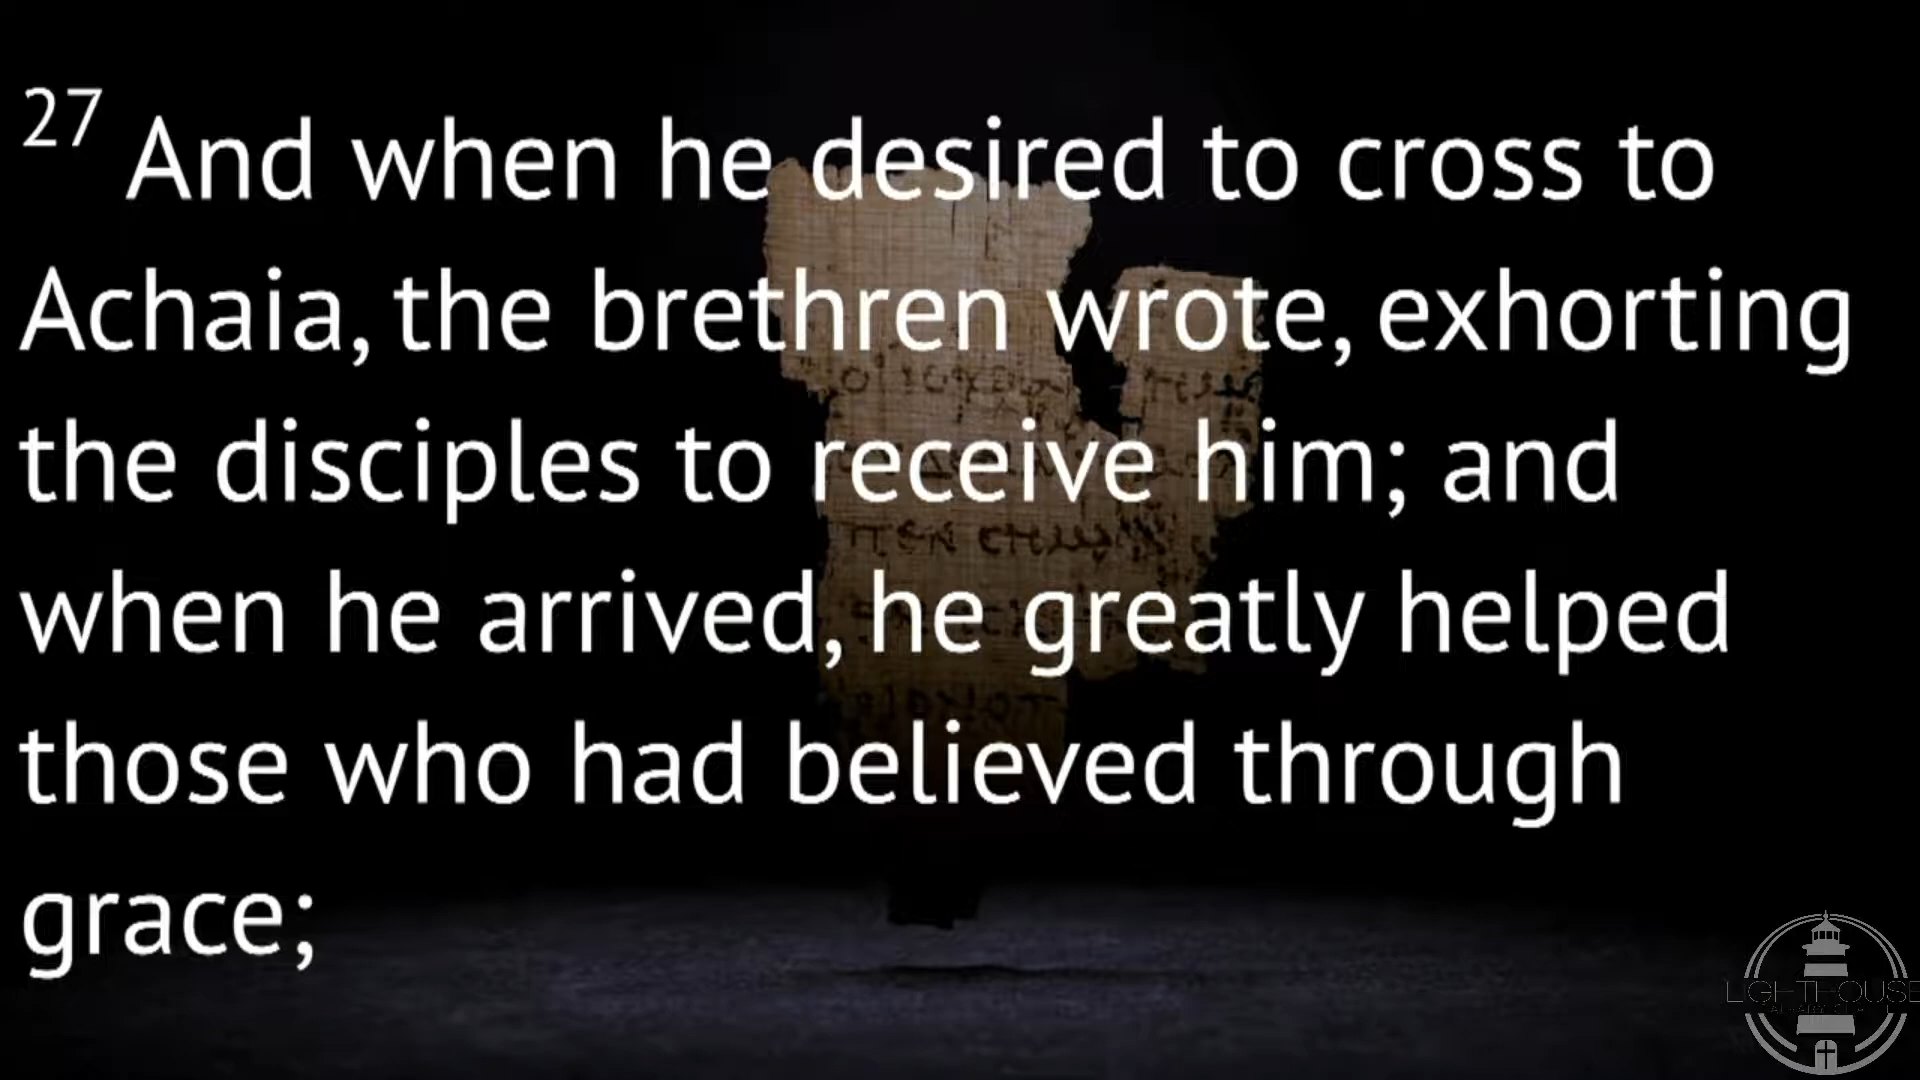 27 And when he desired to cross to
Achaia, the brethren wrote, exhorting
the disciples to receive him; and
when he arrived, he greatly helped
those who had believed through
grace;
LIGHTHOUSE